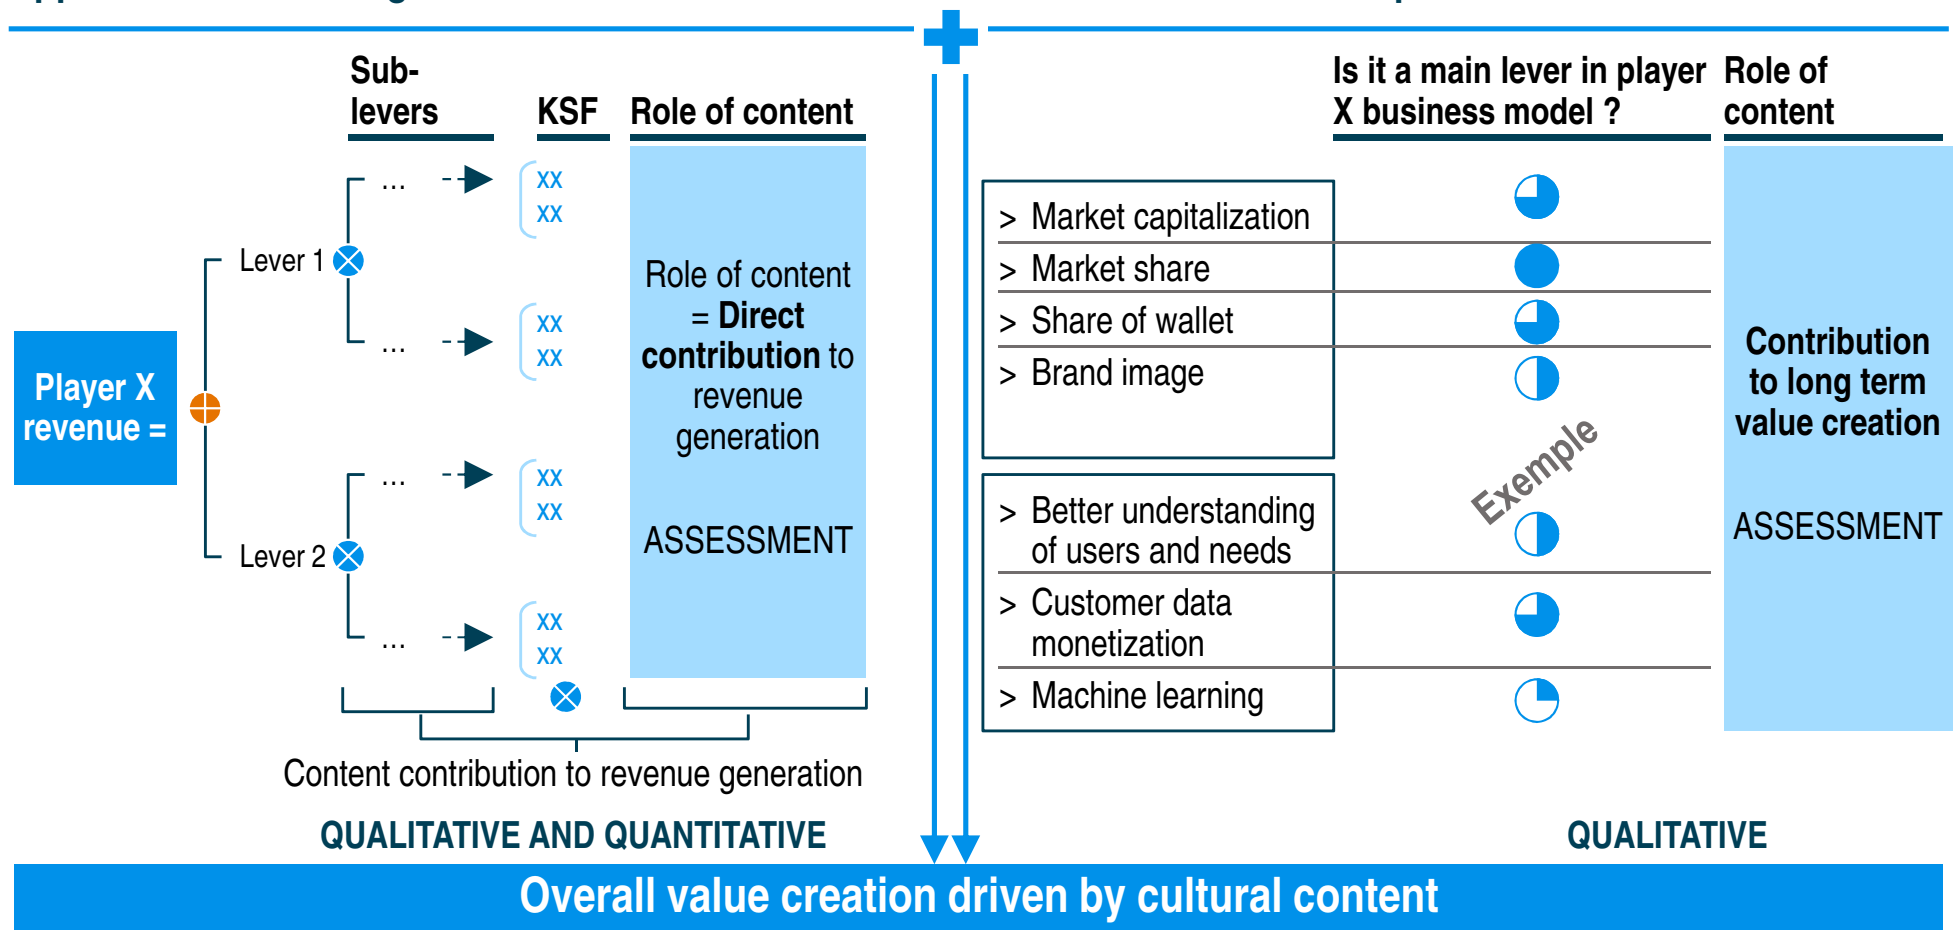 Sub-
levers
KSF
Role of content
...
xx
xx
Lever 1
...
xx
xx
Player X
revenue =
...
xx
xx
Lever 2
...
xx
xx
Role of content
= Direct
contribution to
revenue
generation
ASSESSMENT
Content contribution to revenue generation
QUALITATIVE AND QUANTITATIVE
Is it a main lever in player
X business model ?
Role of
content
> Market capitalization
> Market share
> Share of wallet
> Brand image
Exemple
> Better understanding
of users and needs
> Customer data
monetization
> Machine learning
Contribution
to long term
value creation
ASSESSMENT
QUALITATIVE
Overall value creation driven by cultural content